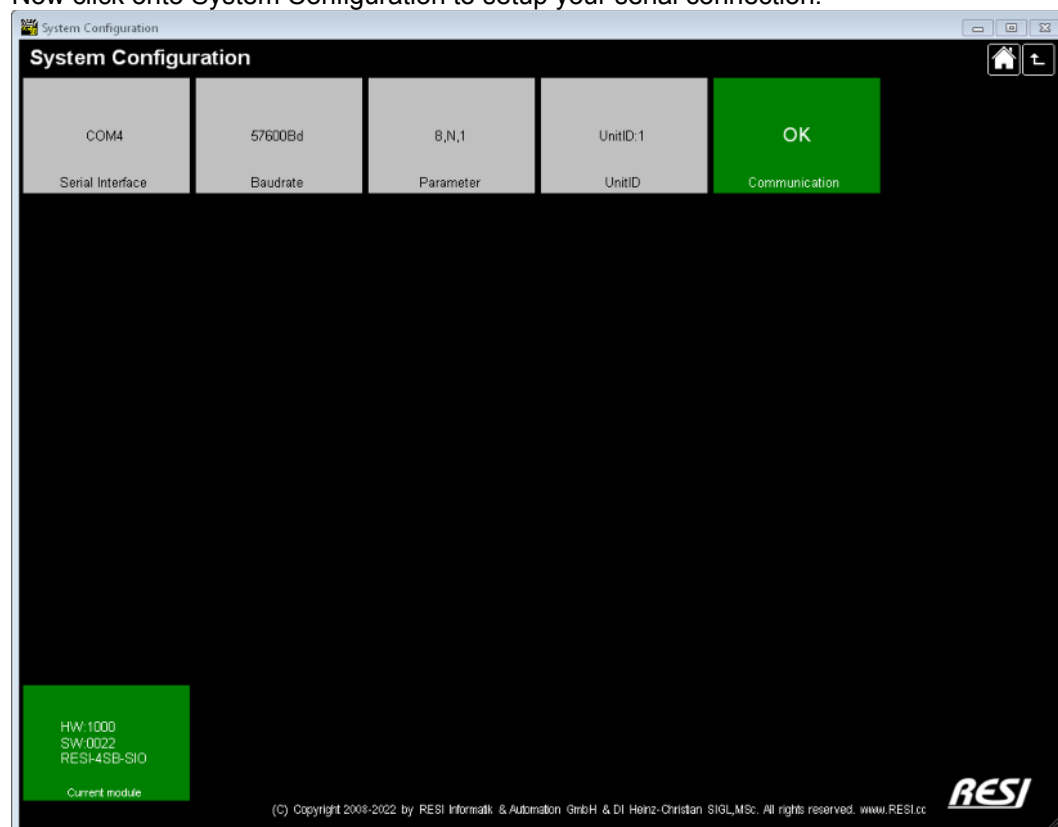 Now click onto System Configuration to setup your serial connection.
System Configuration
System Configuration
COM4
57600Bd
8,N,1
UnitID:1
OK
Serial Interface
Baudrate
Parameter
UnitID
Communication
HW:1000
SW:0022
RESI-4SB-SIO
Current module
(C) Copyright 2008-2022 by RESI Informatik & Automation GmbH & DI Heinz-Christian SIGL,MSc. All rights reserved. www.RESI.cc
RESI